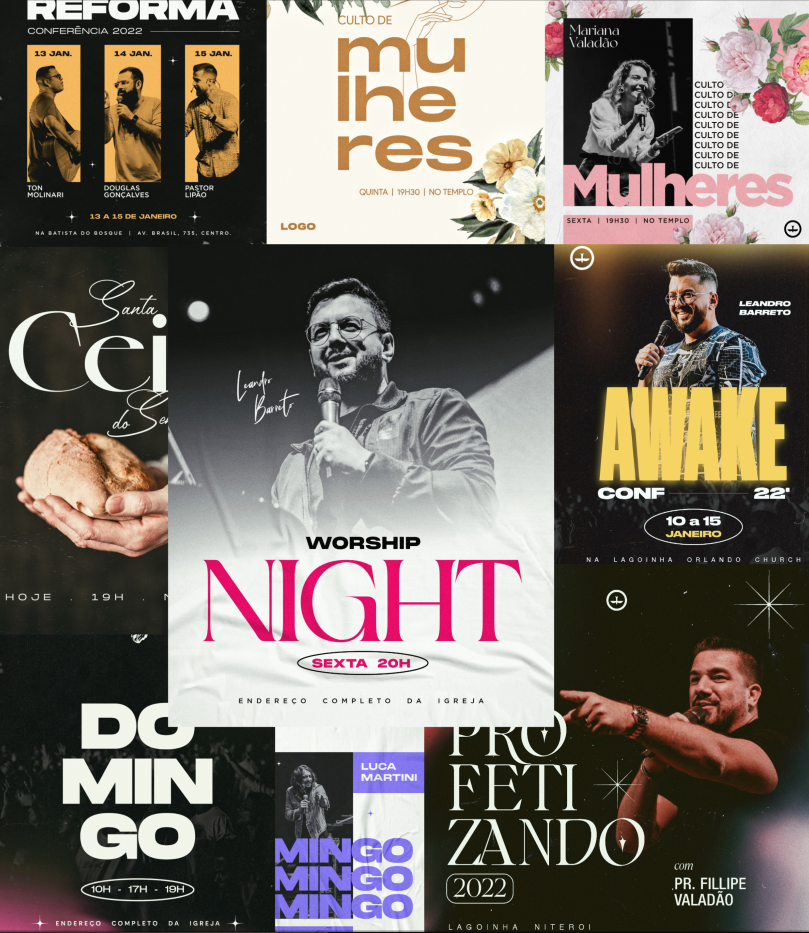 REFORMA
CONFERÊNCIA 2022
13 JAN.
14 JAN.
15 JAN.
TON
MOLINARI
DOUGLAS
GONÇALVES
PASTOR
LIPÃO
13 A 15 DE JANEIRO
NA BATISTA DO BOSQUE | AV. BRASIL, 735, CENTRO.
CULTO DE
mu
lhe
res
QUINTA | 19H30 | NO TEMPLO
LOGO
Mariana
Valadão
CULTO
CULTO DE
CULTO DE
CULTO DE
CULTO DE
CULTO DE
CULTO DE
CULTO DE
CULTO DE
Mulheres
SEXTA | 19H30 | NO TEMPLO
Santa
Cei
do Se
HOJE . 19H . N
Leandro
Barreto
WORSHIP
NIGHT
SEXTA 20H
ENDEREÇO COMPLETO DA IGREJA
LEANDRO
BARRETO
AWAKE
CONF 22'
10 a 15
JANEIRO
NA LAGOINHA ORLANDO CHURCH
DO
MIN
GO
10H - 17H - 19H
ENDEREÇO COMPLETO DA IGREJA
LUCA
MARTINI
MINGO
MINGO
MINGO
PRO
FETI
ZANDO
2022
com
PR. FILLIPE
VALADÃO
LAGOINHA NITEROI